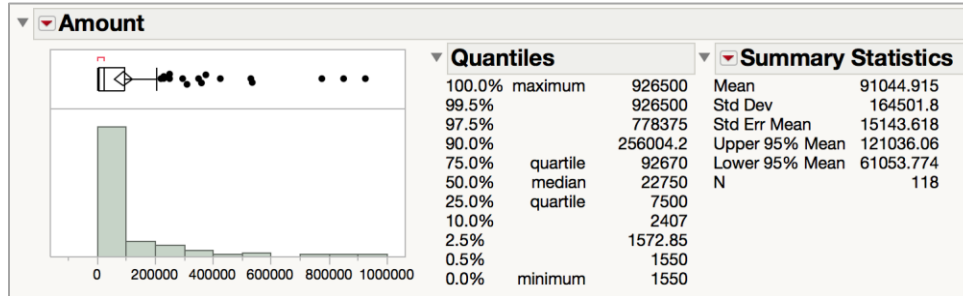 Amount
0 200000 400000 600000 800000 1000000
Quantiles
100.0% maximum 926500
99.5% 926500
97.5% 778375
90.0% 256004.2
75.0% quartile 92670
50.0% median 22750
25.0% quartile 7500
10.0% 2407
2.5% 1572.85
0.5% 1550
0.0% minimum 1550
Summary Statistics
Mean 91044.915
Std Dev 164501.8
Std Err Mean 15143.618
Upper 95% Mean 121036.06
Lower 95% Mean 61053.774
N 118